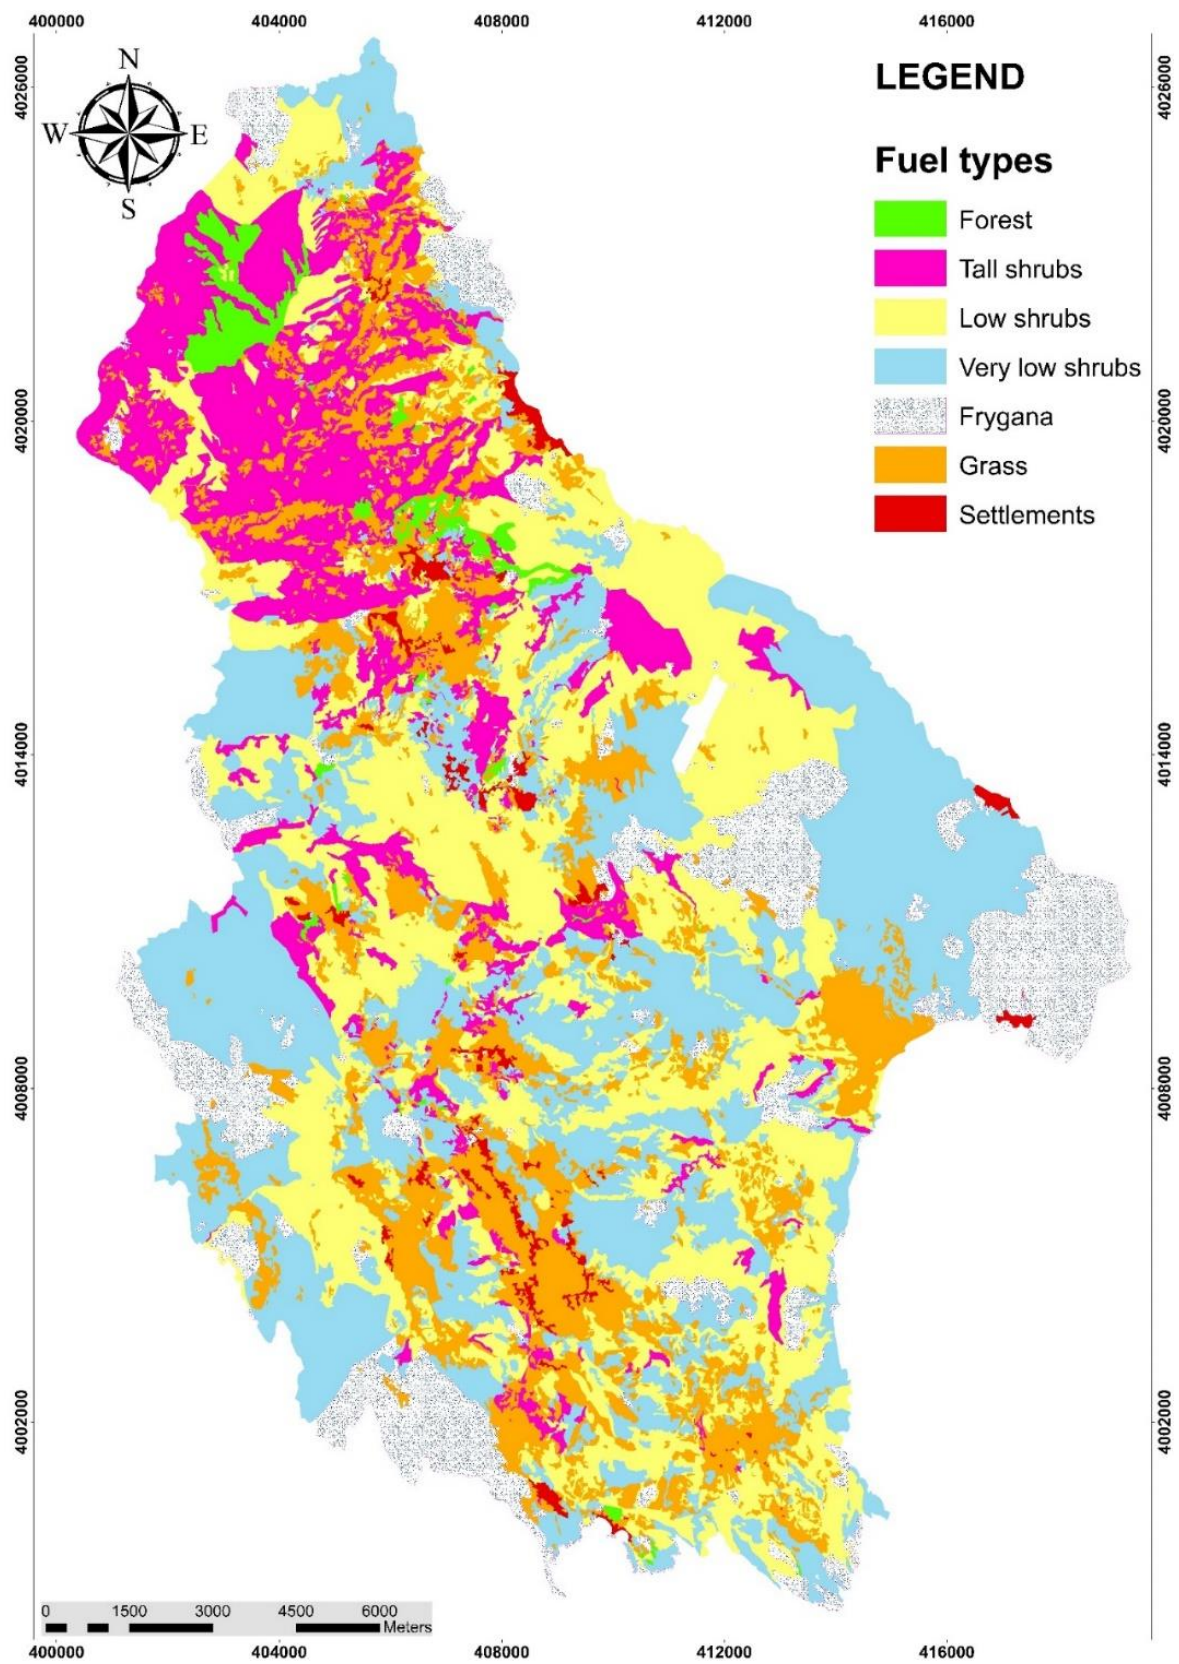 400000 404000 408000 412000 416000
N
W E
S
LEGEND
Fuel types
Forest
Tall shrubs
Low shrubs
Very low shrubs
Frygana
Grass
Settlements
4026000 4026000
4020000 4020000
4014000 4014000
4008000 4008000
4002000 4002000
0 1500 3000 4500 6000
Meters
400000 404000 408000 412000 416000